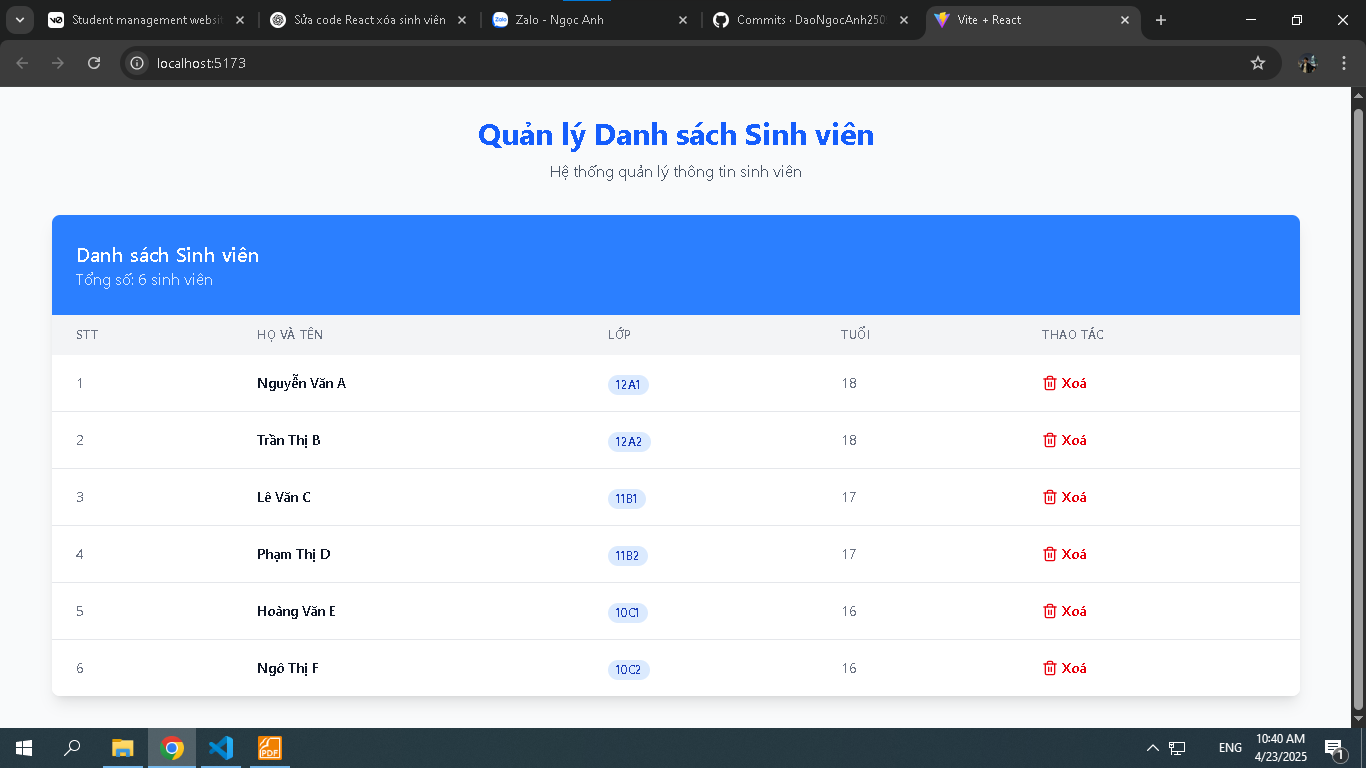 Student management websi
Sửa code React xóa sinh viên
Zalo - Ngọc Anh
Commits · DaoNgocAnh250
Vite + React
localhost:5173
Quản lý Danh sách Sinh viên
Hệ thống quản lý thông tin sinh viên
Danh sách Sinh viên
Tổng số: 6 sinh viên
STT HỌ VÀ TÊN LỚP TUỔI THAO TÁC
1 Nguyễn Văn A 12A1 18 Xoá
2 Trần Thị B 12A2 18 Xoá
3 Lê Văn C 11B1 17 Xoá
4 Phạm Thị D 11B2 17 Xoá
5 Hoàng Văn E 10C1 16 Xoá
6 Ngô Thị F 10C2 16 Xoá
PDF
ENG
10:40 AM
4/23/2025
1